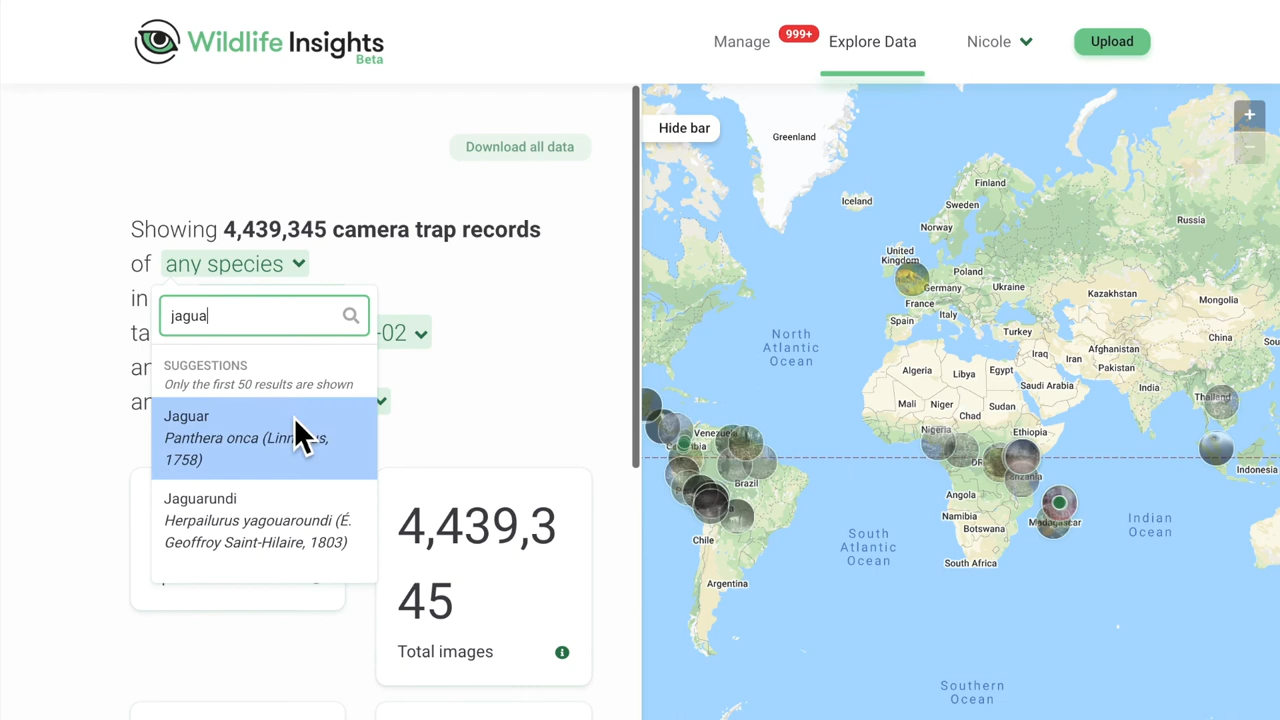 Wildlife Insights
Beta
Manage
999+
Explore Data
Nicole
Upload
Download all data
Showing 4,439,345 camera trap records
of any species
in
-02
jagua
SUGGESTIONS
Only the first 50 results are shown
Jaguar
1758)
Jaguarundi
Herpailurus yagouaroundi (É.
Geoffroy Saint-Hilaire, 1803)
4,439,3
45
Total images
Hide bar
+
−
Greenland
Iceland
Finland
Sweden
Norway
Russia
United
Kingdom
Poland
Germany
Ukraine
Kazakhstan
France
Mongolia
Italy
Spain
Turkey
China
North
Atlantic
Ocean
Iraq
Iran
Afghanistan
Pakistan
Algeria
Libya
Egypt
Saudi Arabia
India
Mali
Niger
Chad
Sudan
Thailand
Nigeria
Ethiopia
Venezuela
Indonesia
Brazil
Angola
Namibia
Botswana
Madagascar
Indian
Ocean
Chile
South
Atlantic
Ocean
South Africa
Argentina
Southern
Ocean